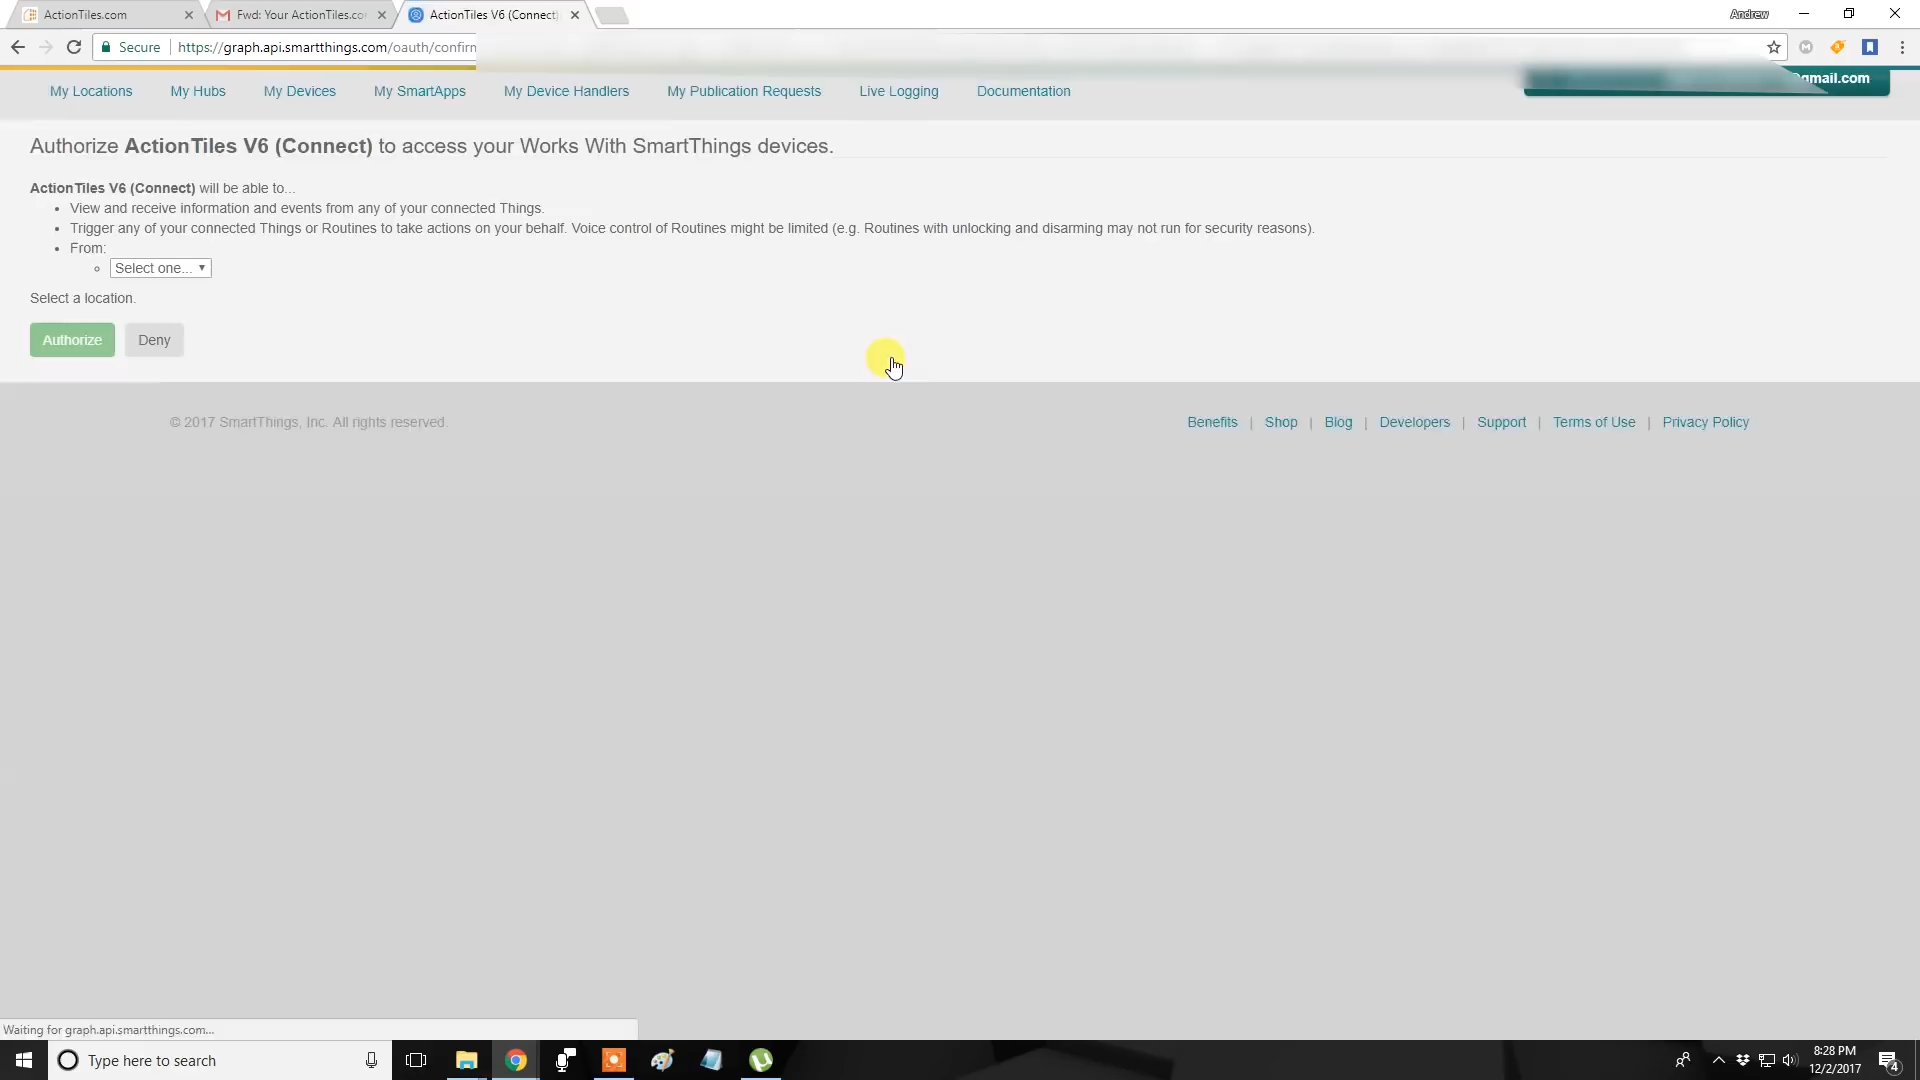 ActionTiles.com
Fwd: Your ActionTiles.co
ActionTiles V6 (Connect)
Andrew
Secure
https://graph.api.smartthings.com/oauth/confirm
@gmail.com
My Locations
My Hubs
My Devices
My SmartApps
My Device Handlers
My Publication Requests
Live Logging
Documentation
Authorize ActionTiles V6 (Connect) to access your Works With SmartThings devices.
ActionTiles V6 (Connect) will be able to...
View and receive information and events from any of your connected Things.
Trigger any of your connected Things or Routines to take actions on your behalf. Voice control of Routines might be limited (e.g. Routines with unlocking and disarming may not run for security reasons).
From:
Select one...
Select a location.
Authorize
Deny
© 2017 SmartThings, Inc. All rights reserved.
Benefits | Shop | Blog | Developers | Support | Terms of Use | Privacy Policy
Waiting for graph.api.smartthings.com...
Type here to search
8:28 PM
12/2/2017
4